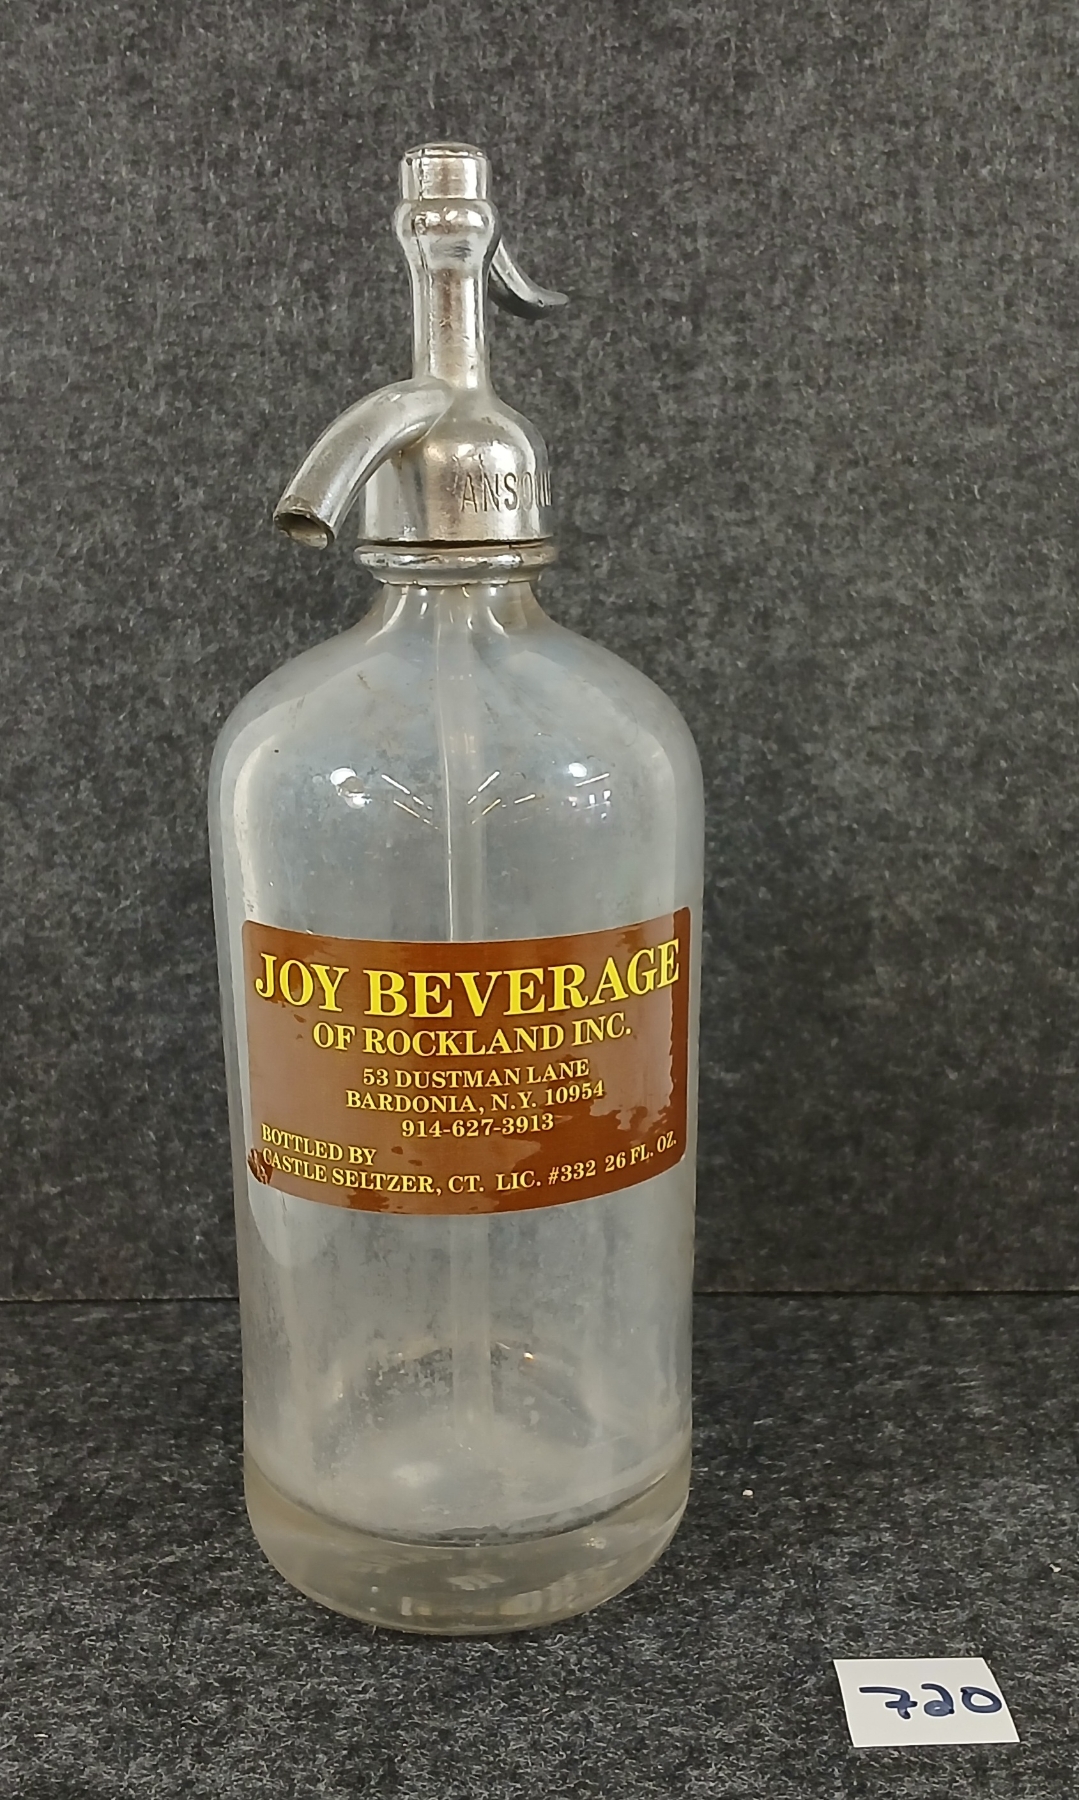 JOY BEVERAGE
OF ROCKLAND INC.
53 DUSTMAN LANE
BARDONIA, N.Y. 10954
914-627-3913
BOTTLED BY
CASTLE SELTZER, CT. LIC. #332 26 FL. OZ.
720